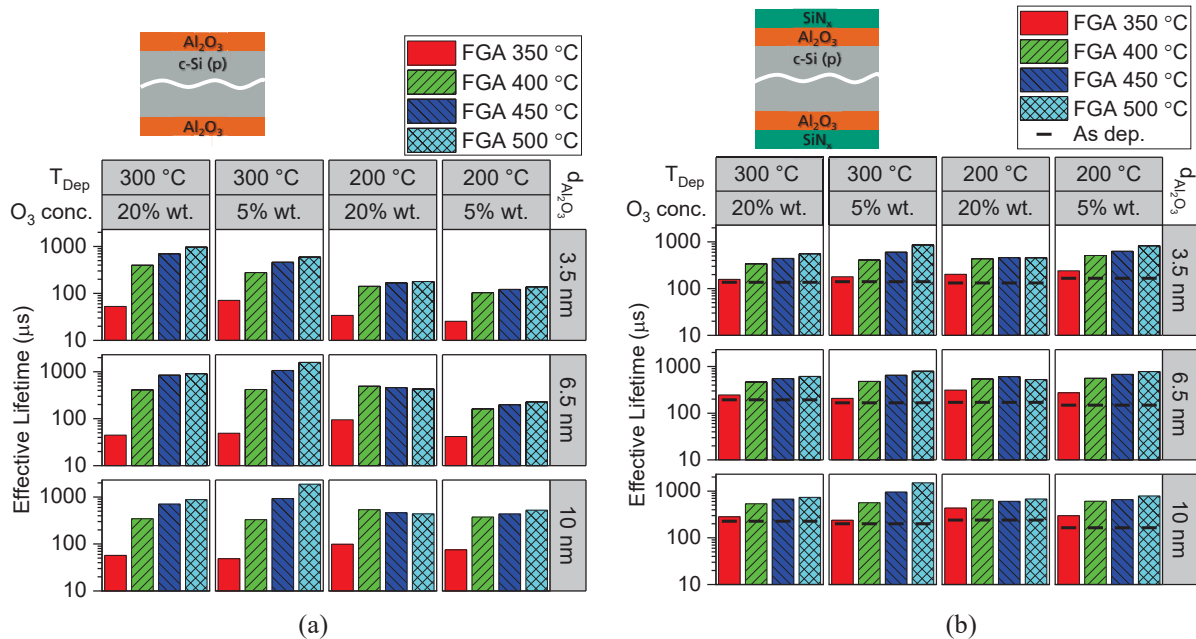 Al₂O₃
c-Si (p)
Al₂O₃
FGA 350 °C
FGA 400 °C
FGA 450 °C
FGA 500 °C
T_Dep 300 °C 300 °C 200 °C 200 °C d_Al₂O₃
O₃ conc. 20% wt. 5% wt. 20% wt. 5% wt.
Effective Lifetime (µs)
1000
100
10
3.5 nm
1000
100
10
6.5 nm
1000
100
10
10 nm
(a)
SiNₓ
Al₂O₃
c-Si (p)
Al₂O₃
SiNₓ
FGA 350 °C
FGA 400 °C
FGA 450 °C
FGA 500 °C
As dep.
T_Dep 300 °C 300 °C 200 °C 200 °C d_Al₂O₃
O₃ conc. 20% wt. 5% wt. 20% wt. 5% wt.
Effective Lifetime (µs)
1000
100
10
3.5 nm
1000
100
10
6.5 nm
1000
100
10
10 nm
(b)